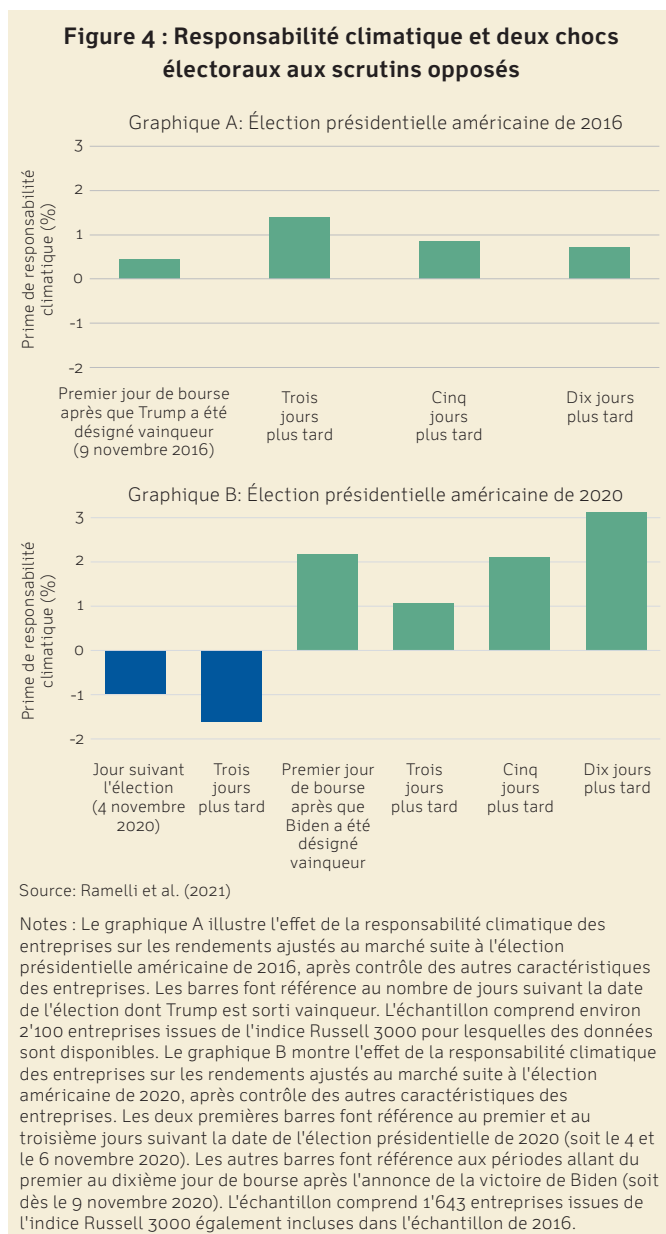 Figure 4 : Responsabilité climatique et deux chocs
électoraux aux scrutins opposés
Graphique A: Élection présidentielle américaine de 2016
Prime de responsabilité
climatique (%)
3
2
1
0
-1
-2
Premier jour de bourse
après que Trump a été
désigné vainqueur
(9 novembre 2016)
Trois
jours
plus tard
Cinq
jours
plus tard
Dix jours
plus tard
Graphique B: Élection présidentielle américaine de 2020
Prime de responsabilité
climatique (%)
3
2
1
0
-1
-2
Jour suivant
l'élection
(4 novembre
2020)
Trois
jours
plus tard
Premier jour
de bourse
après que
Biden a été
désigné
vainqueur
Trois
jours
plus tard
Cinq
jours
plus tard
Dix jours
plus tard
Source: Ramelli et al. (2021)
Notes : Le graphique A illustre l'effet de la responsabilité climatique des
entreprises sur les rendements ajustés au marché suite à l'élection
présidentielle américaine de 2016, après contrôle des autres caractéristiques
des entreprises. Les barres font référence au nombre de jours suivant la date
de l'élection dont Trump est sorti vainqueur. L'échantillon comprend environ
2'100 entreprises issues de l'indice Russell 3000 pour lesquelles des données
sont disponibles. Le graphique B montre l'effet de la responsabilité climatique
des entreprises sur les rendements ajustés au marché suite à l'élection
américaine de 2020, après contrôle des autres caractéristiques des
entreprises. Les deux premières barres font référence au premier et au
troisième jours suivant la date de l'élection présidentielle de 2020 (soit le 4 et
le 6 novembre 2020). Les autres barres font référence aux périodes allant du
premier au dixième jour de bourse après l'annonce de la victoire de Biden (soit
dès le 9 novembre 2020). L'échantillon comprend 1'643 entreprises issues de
l'indice Russell 3000 également incluses dans l'échantillon de 2016.